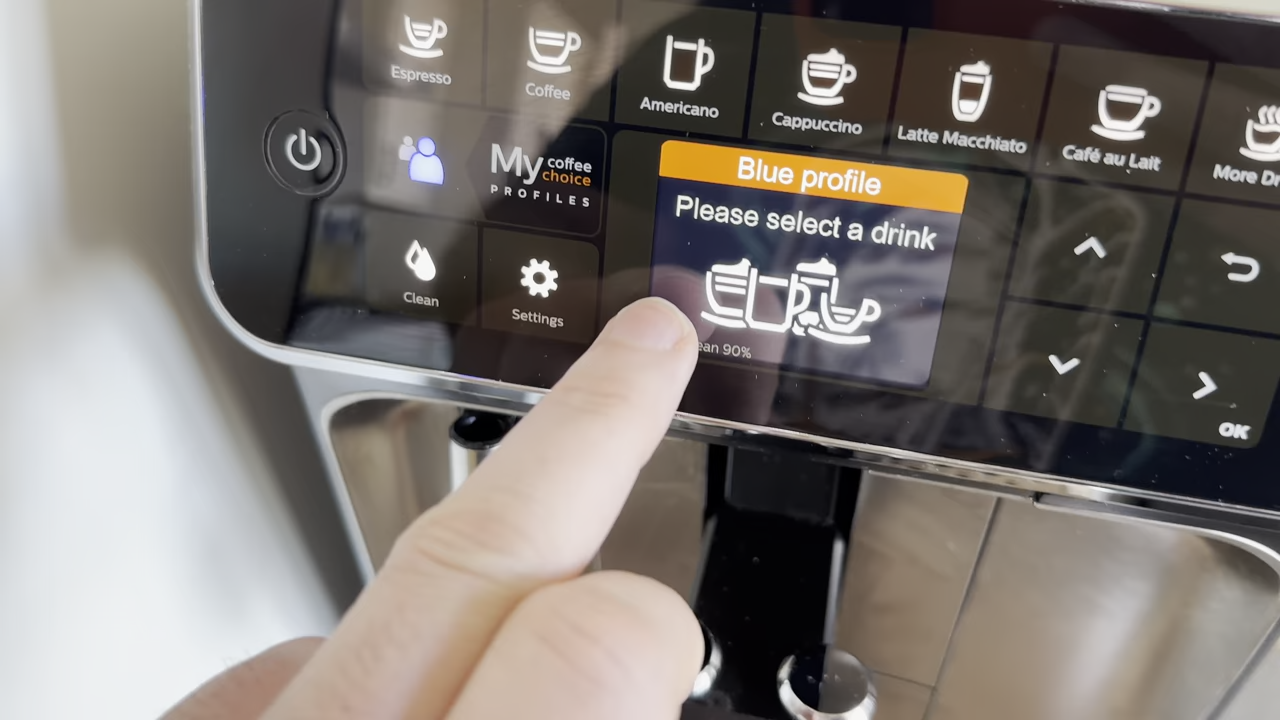 Espresso
Coffee
Americano
Cappuccino
Latte Macchiato
Café au Lait
More Dr
My coffee choice
PROFILES
Blue profile
Please select a drink
ean 90%
Clean
Settings
OK